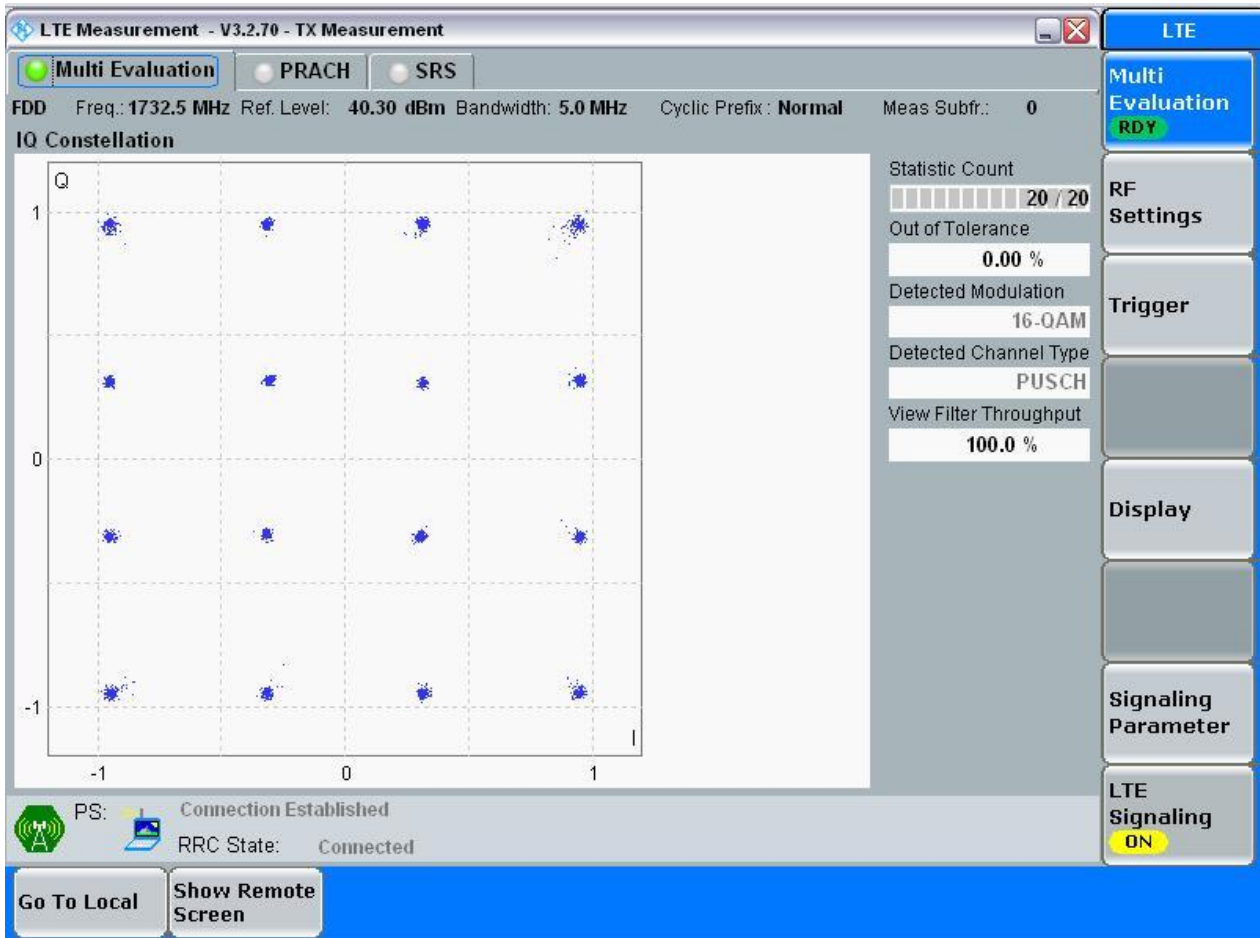 LTE Measurement - V3.2.70 - TX Measurement
LTE
Multi Evaluation PRACH SRS
Multi
Evaluation
RDY
FDD Freq.: 1732.5 MHz Ref. Level: 40.30 dBm Bandwidth: 5.0 MHz Cyclic Prefix : Normal Meas Subfr.: 0
IQ Constellation
Q
1
0
-1
I
-1 0 1
Statistic Count
20 / 20
Out of Tolerance
0.00 %
Detected Modulation
16-QAM
Detected Channel Type
PUSCH
View Filter Throughput
100.0 %
RF
Settings
Trigger
Display
Signaling
Parameter
LTE
Signaling
ON
PS: Connection Established
RRC State: Connected
Go To Local
Show Remote
Screen